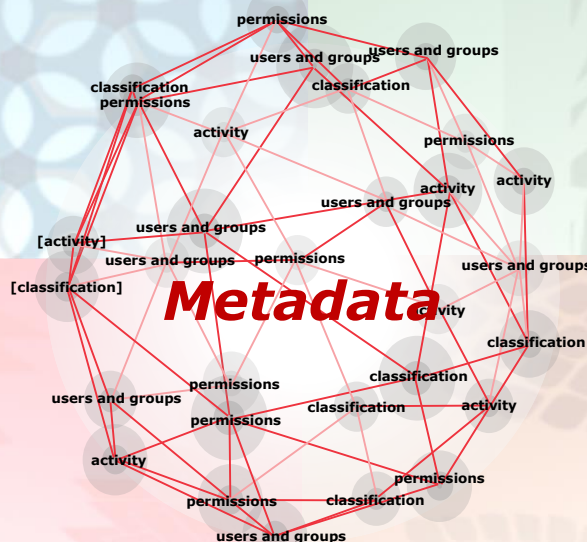 permissions
users and groups
users and groups
classification
classification
permissions
activity
permissions
activity
activity
users and groups
users and groups
[activity]
users and groups
permissions
users and groups
[classification]
Metadata
activity
classification
classification
permissions
users and groups
classification
activity
permissions
activity
permissions
permissions
classification
users and groups